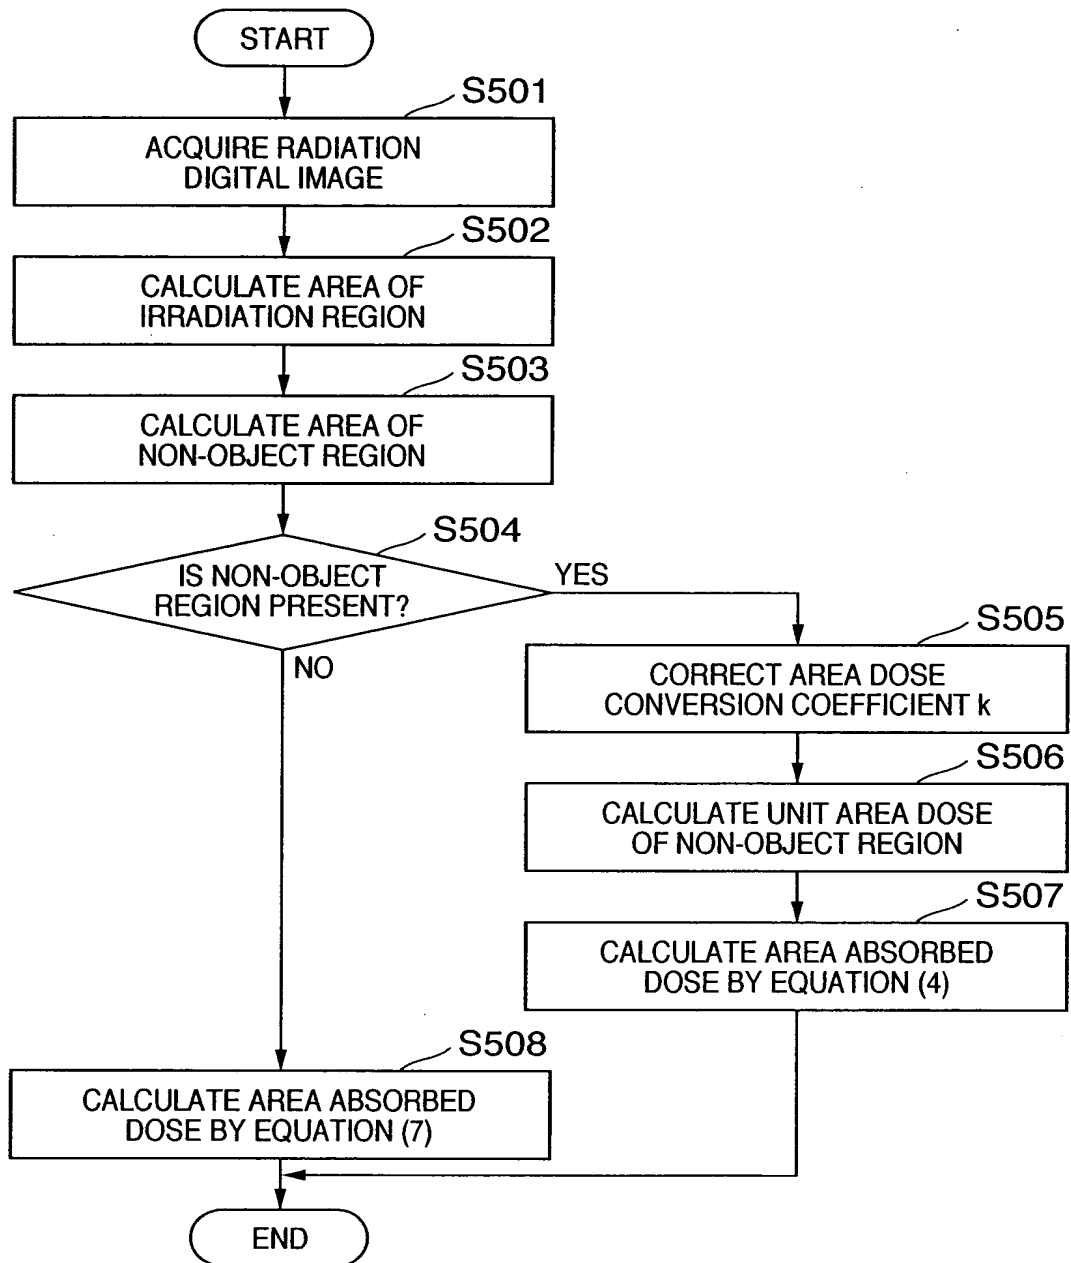 START
S501
ACQUIRE RADIATION
DIGITAL IMAGE
S502
CALCULATE AREA OF
IRRADIATION REGION
S503
CALCULATE AREA OF
NON-OBJECT REGION
S504
IS NON-OBJECT
REGION PRESENT?
YES
NO
S505
CORRECT AREA DOSE
CONVERSION COEFFICIENT k
S506
CALCULATE UNIT AREA DOSE
OF NON-OBJECT REGION
S507
CALCULATE AREA ABSORBED
DOSE BY EQUATION (4)
S508
CALCULATE AREA ABSORBED
DOSE BY EQUATION (7)
END